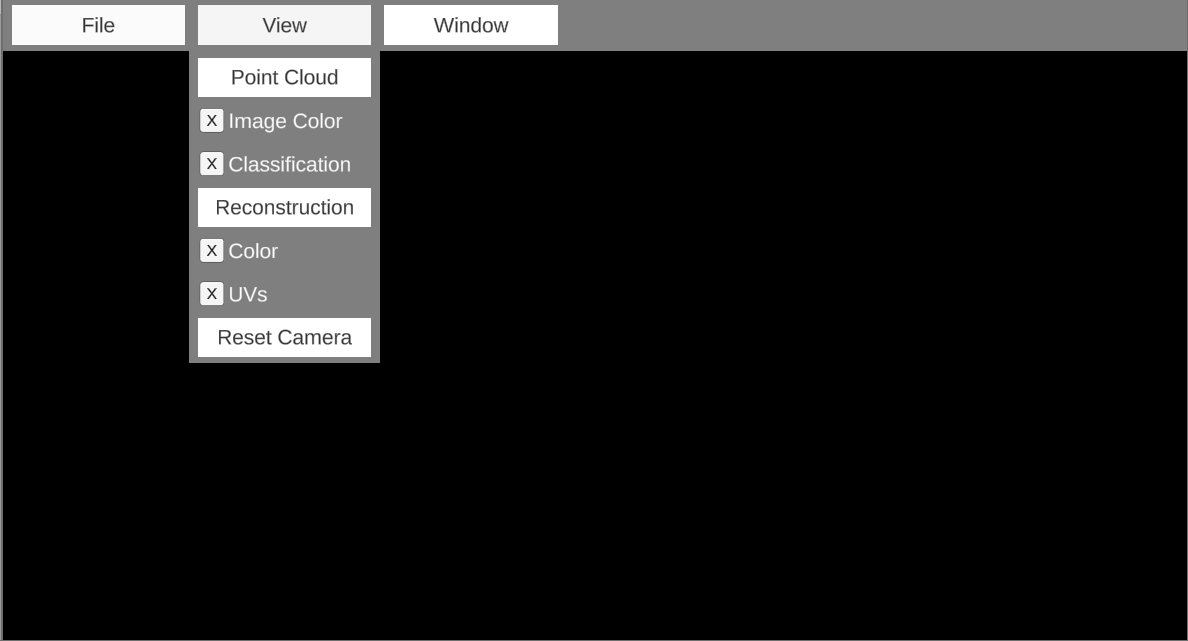 File View Window
Point Cloud
X Image Color
X Classification
Reconstruction
X Color
X UVs
Reset Camera